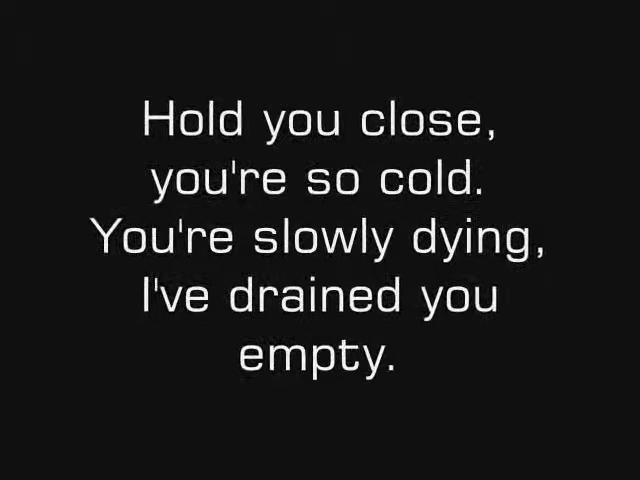 Hold you close,
you're so cold.
You're slowly dying,
I've drained you
empty.